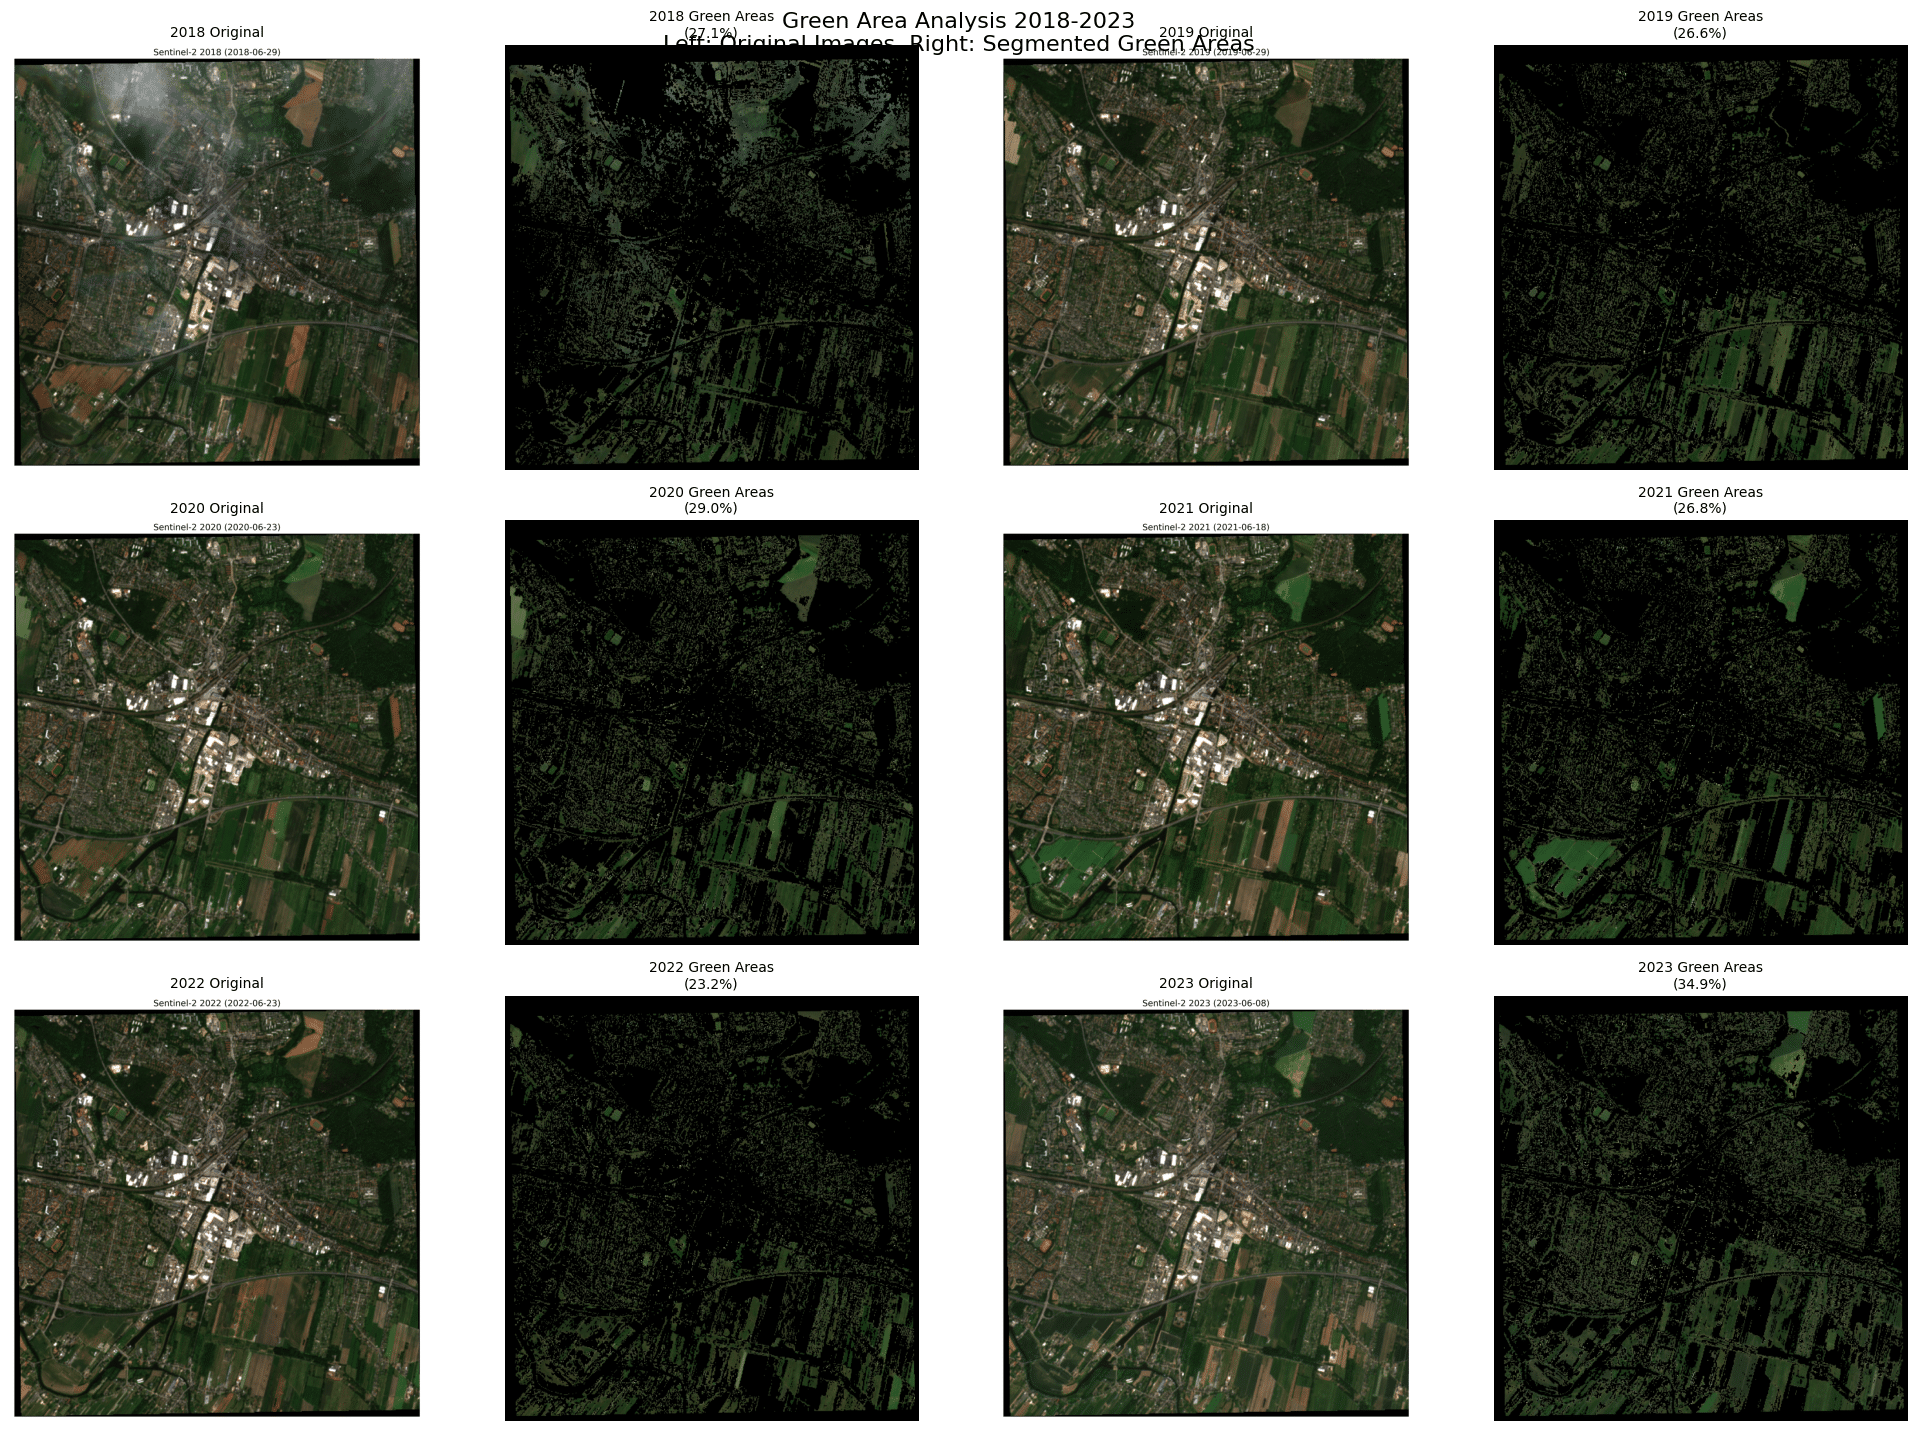 Green Area Analysis 2018-2023
Left: Original Images, Right: Segmented Green Areas
2018 Original
Sentinel-2 2018 (2018-06-29)
2018 Green Areas
(27.1%)
2019 Original
Sentinel-2 2019 (2019-06-29)
2019 Green Areas
(26.6%)
2020 Original
Sentinel-2 2020 (2020-06-23)
2020 Green Areas
(29.0%)
2021 Original
Sentinel-2 2021 (2021-06-18)
2021 Green Areas
(26.8%)
2022 Original
Sentinel-2 2022 (2022-06-23)
2022 Green Areas
(23.2%)
2023 Original
Sentinel-2 2023 (2023-06-08)
2023 Green Areas
(34.9%)